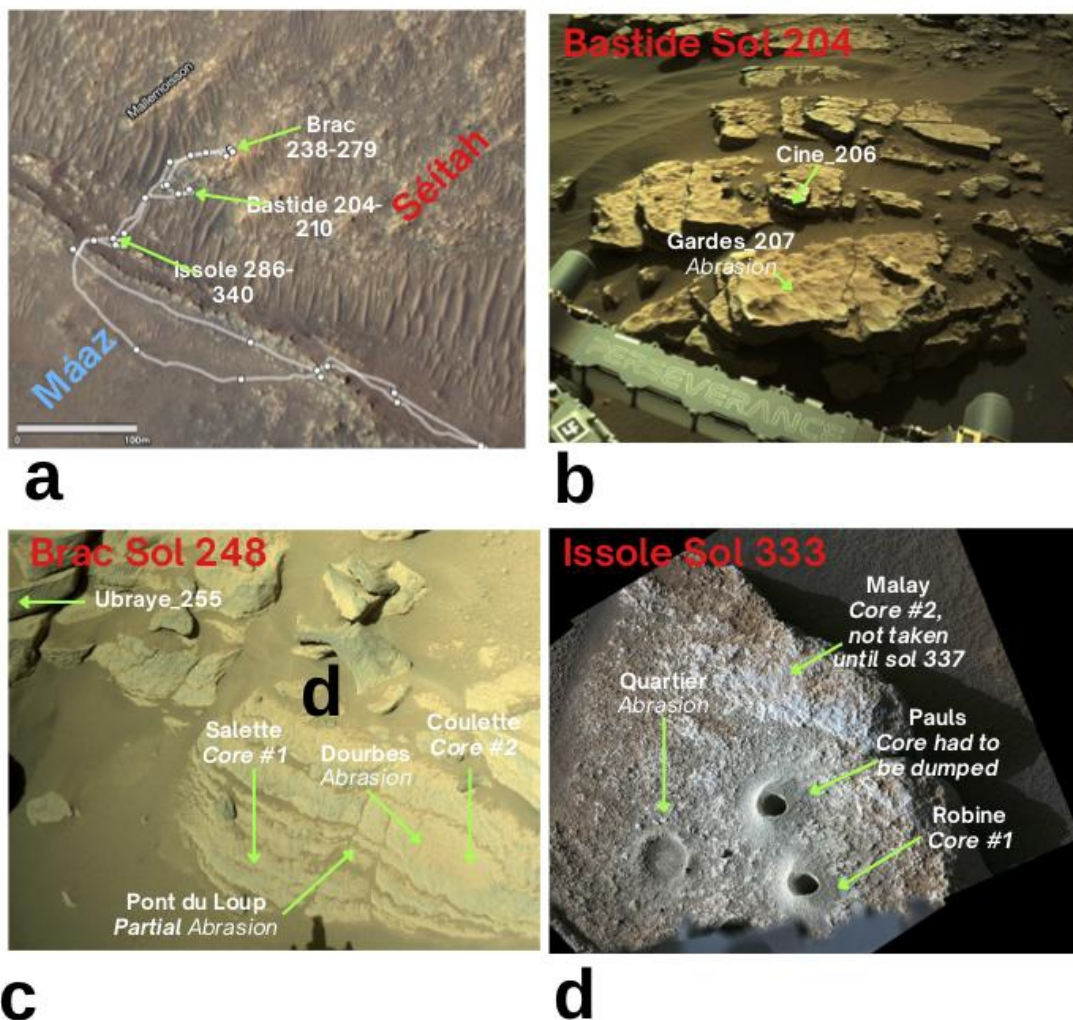 Mallemoisson
Brac
238-279
Séítah
Bastide 204-
210
Issole 286-
340
Máaz
0
100m
a
Bastide Sol 204
Cine_206
Gardes_207
Abrasion
PERSEVERANCE
b
Brac Sol 248
Ubraye_255
d
Salette
Core #1
Dourbes
Abrasion
Coulette
Core #2
Pont du Loup
Partial Abrasion
c
Issole Sol 333
Malay
Core #2,
not taken
until sol 337
Quartier
Abrasion
Pauls
Core had to
be dumped
Robine
Core #1
d